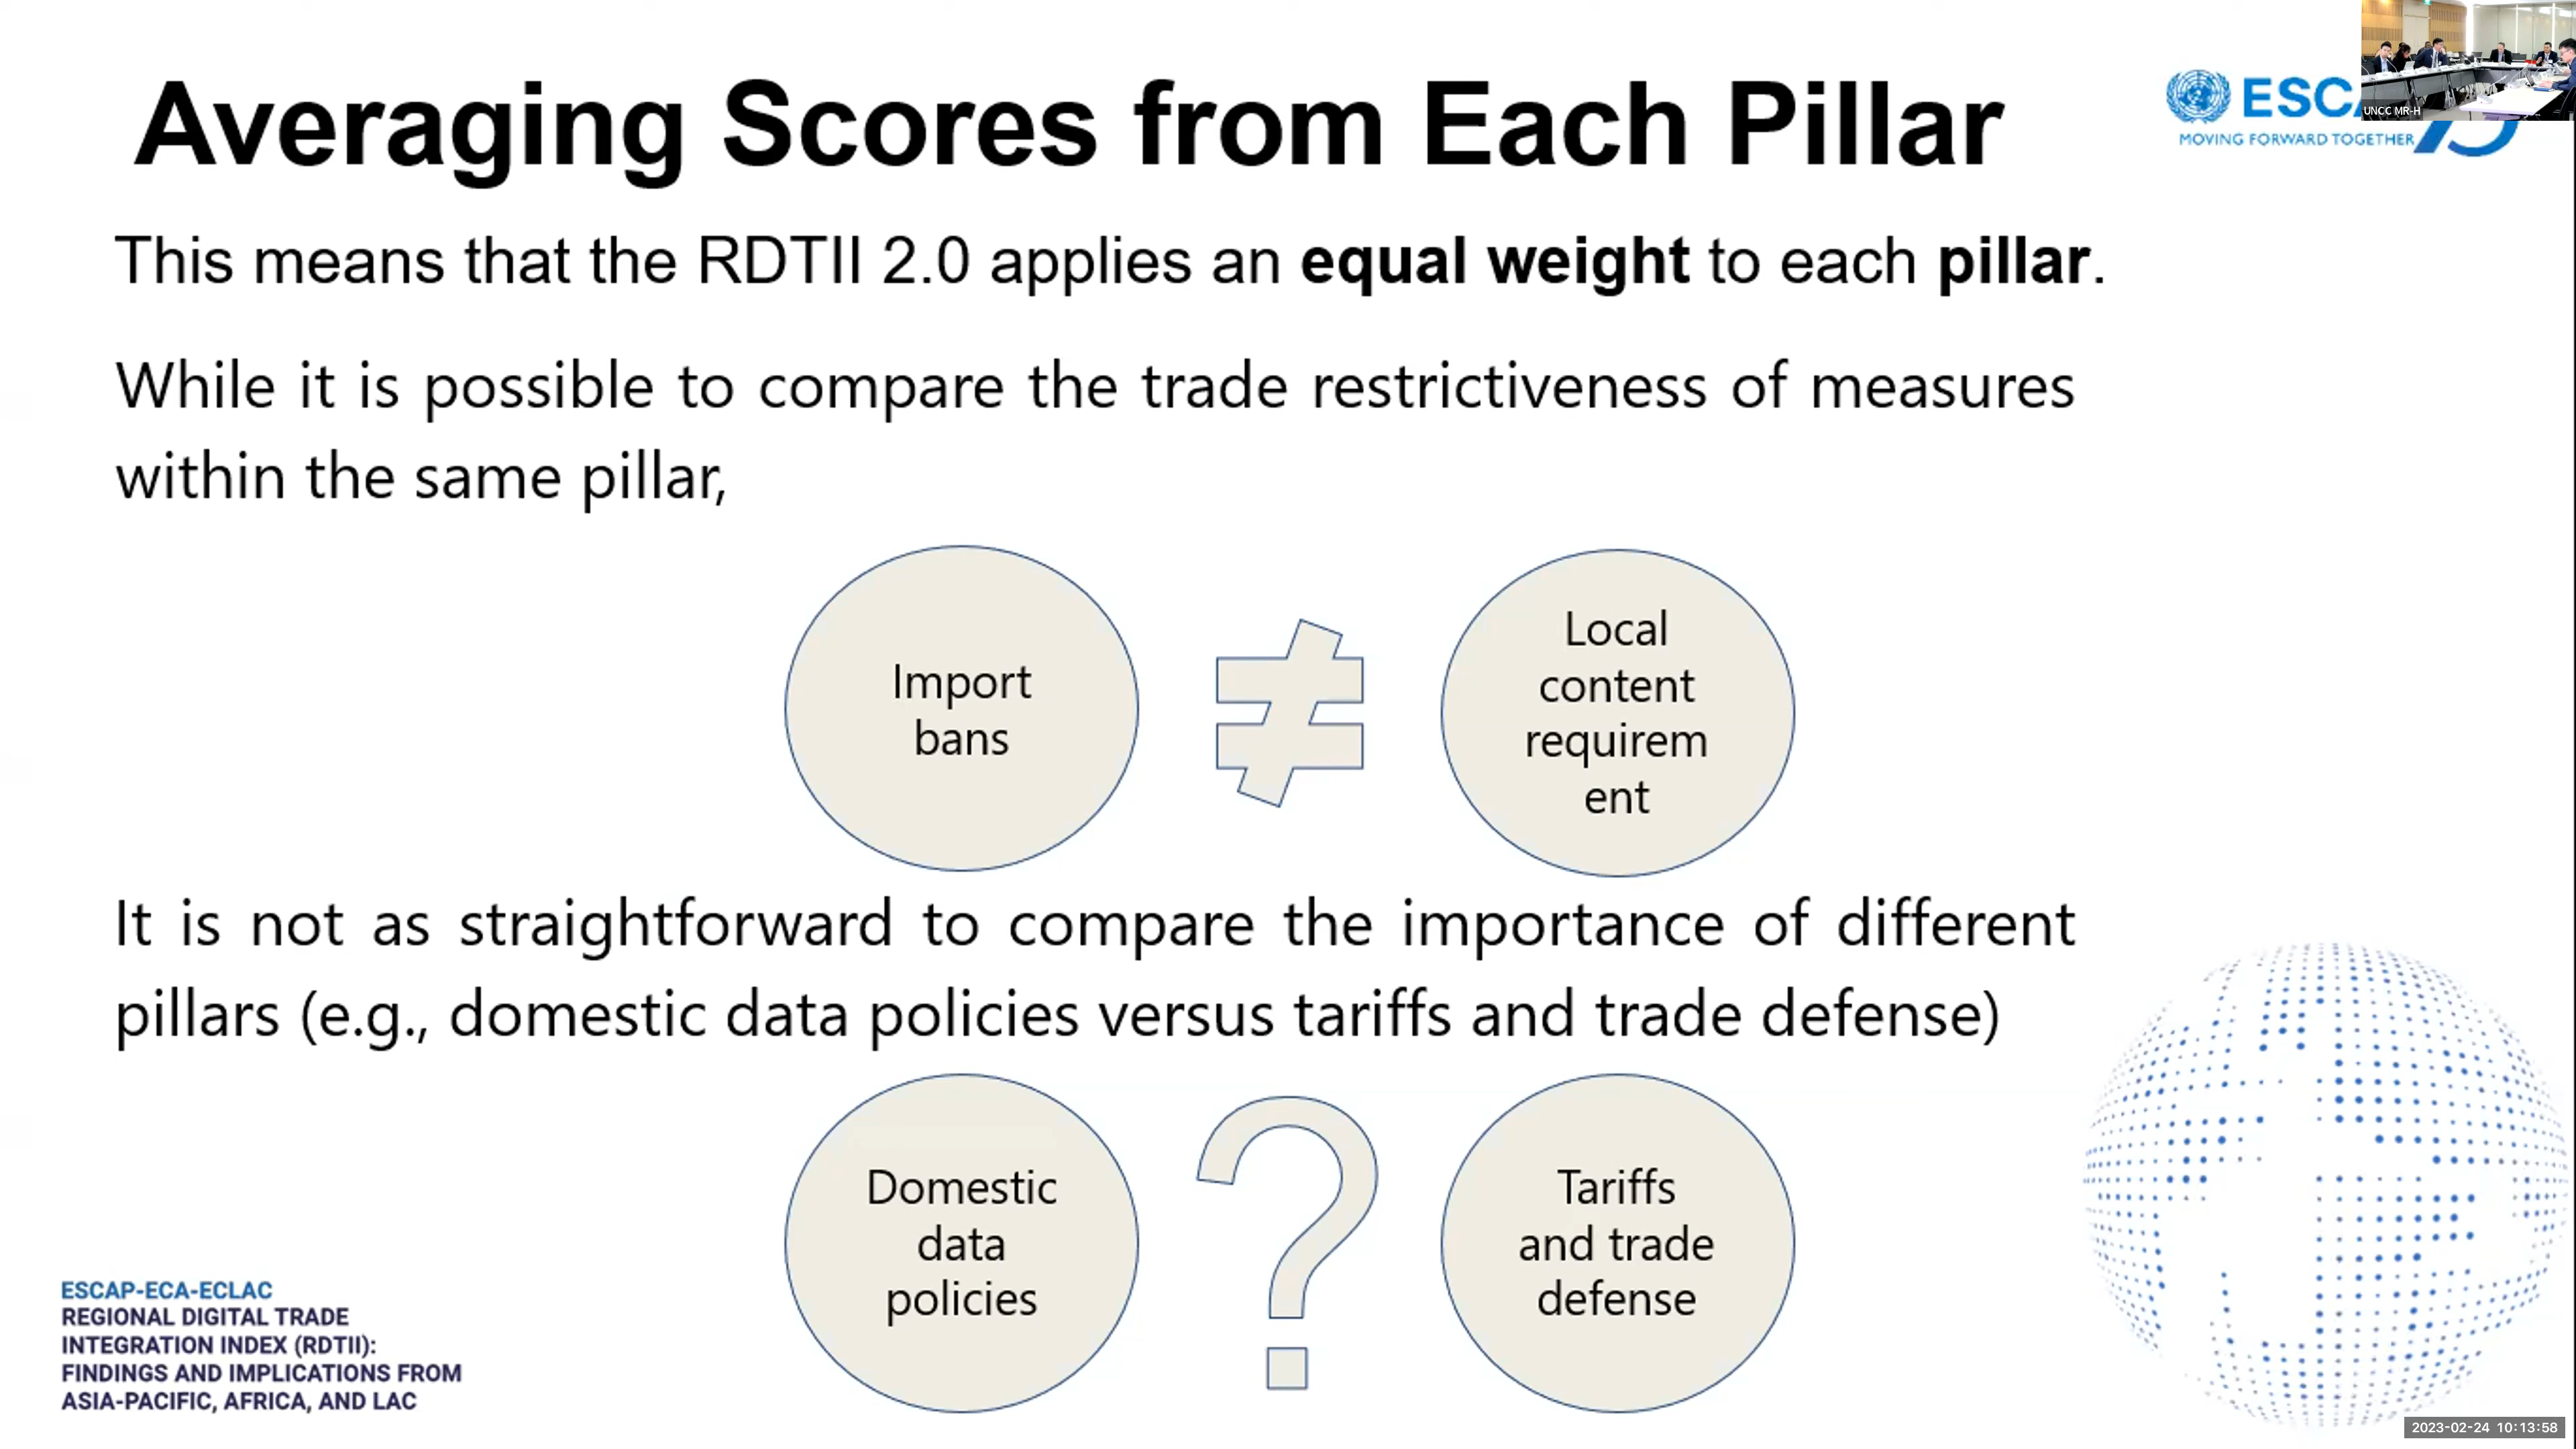 Averaging Scores from Each Pillar
ESC
MOVING FORWARD TOGETHER
UNCC MR-H
This means that the RDTII 2.0 applies an equal weight to each pillar.
While it is possible to compare the trade restrictiveness of measures
within the same pillar,
Import
bans
≠
Local
content
requirem
ent
It is not as straightforward to compare the importance of different
pillars (e.g., domestic data policies versus tariffs and trade defense)
Domestic
data
policies
?
Tariffs
and trade
defense
ESCAP-ECA-ECLAC
REGIONAL DIGITAL TRADE
INTEGRATION INDEX (RDTII):
FINDINGS AND IMPLICATIONS FROM
ASIA-PACIFIC, AFRICA, AND LAC
2023-02-24 10:13:58